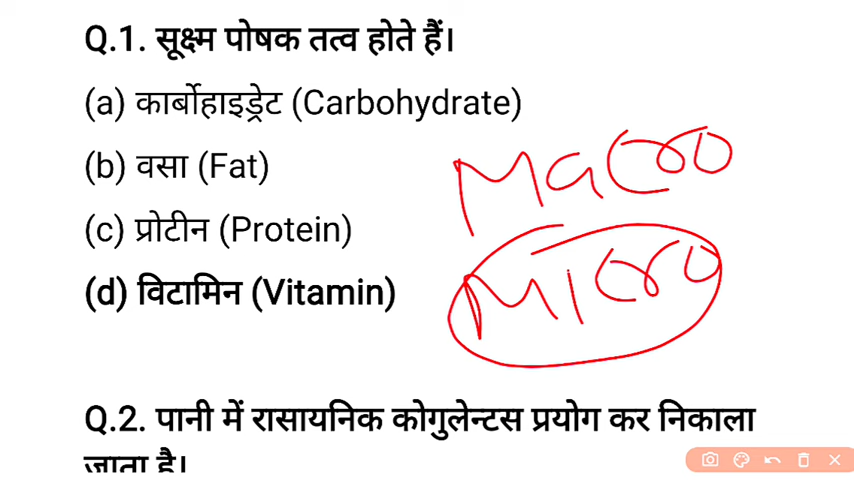 Q.1. सूक्ष्म पोषक तत्व होते हैं।
(a) कार्बोहाइड्रेट (Carbohydrate)
(b) वसा (Fat)
Macro
(c) प्रोटीन (Protein)
(d) विटामिन (Vitamin)
Micro
Q.2. पानी में रासायनिक कोगुलेन्टस प्रयोग कर निकाला
जाता है।